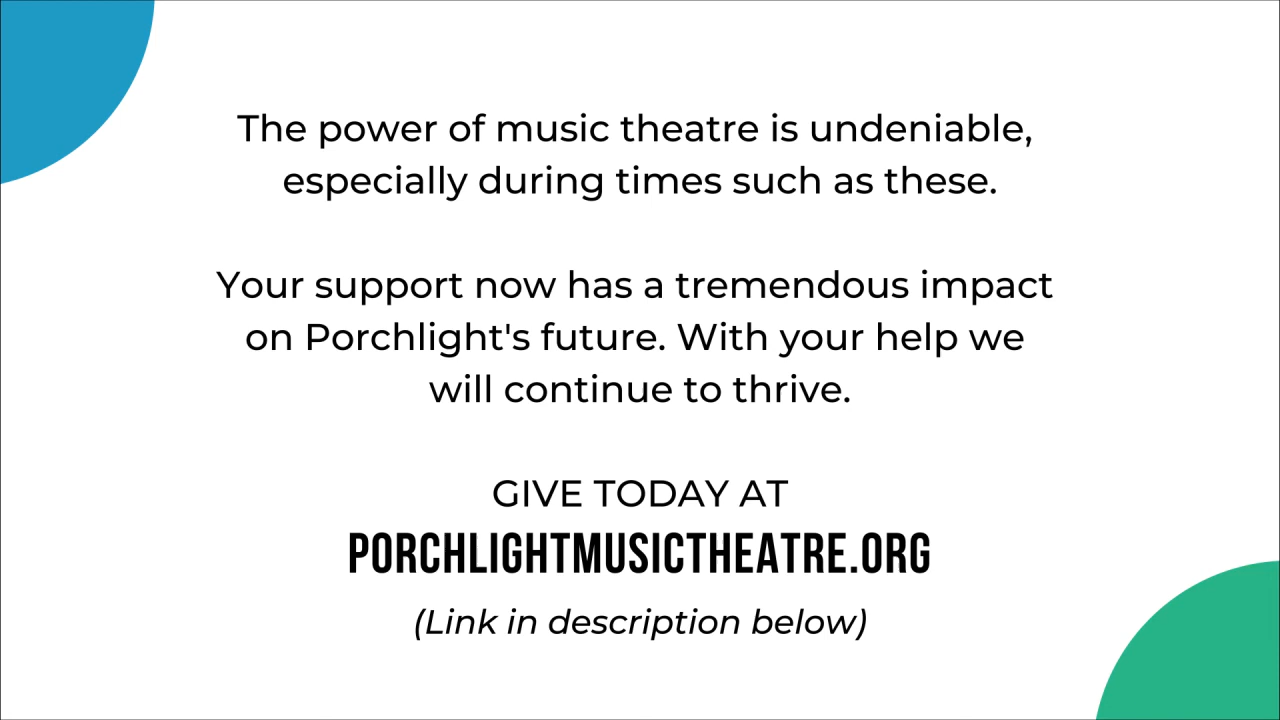 The power of music theatre is undeniable,
especially during times such as these.
Your support now has a tremendous impact
on Porchlight's future. With your help we
will continue to thrive.
GIVE TODAY AT
PORCHLIGHTMUSICTHEATRE.ORG
(Link in description below)